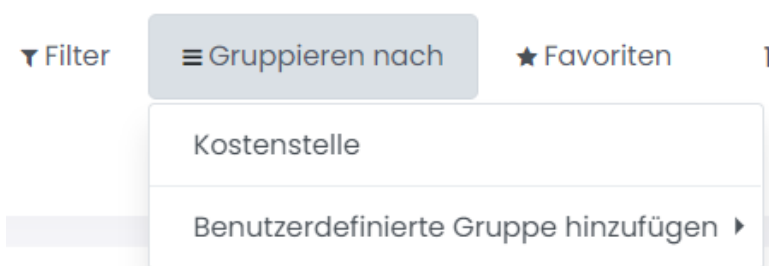 Filter Gruppieren nach Favoriten
Kostenstelle
Benutzerdefinierte Gruppe hinzufügen